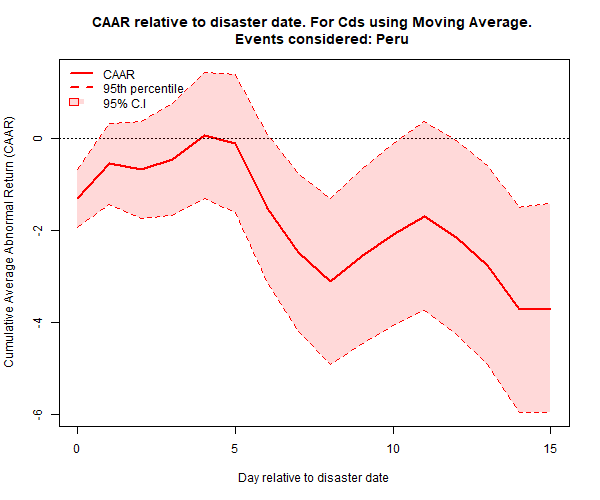 CAAR relative to disaster date. For Cds using Moving Average.
Events considered: Peru
CAAR
95th percentile
95% C.I
Cumulative Average Abnormal Return (CAAR)
0
-2
-4
-6
0 5 10 15
Day relative to disaster date